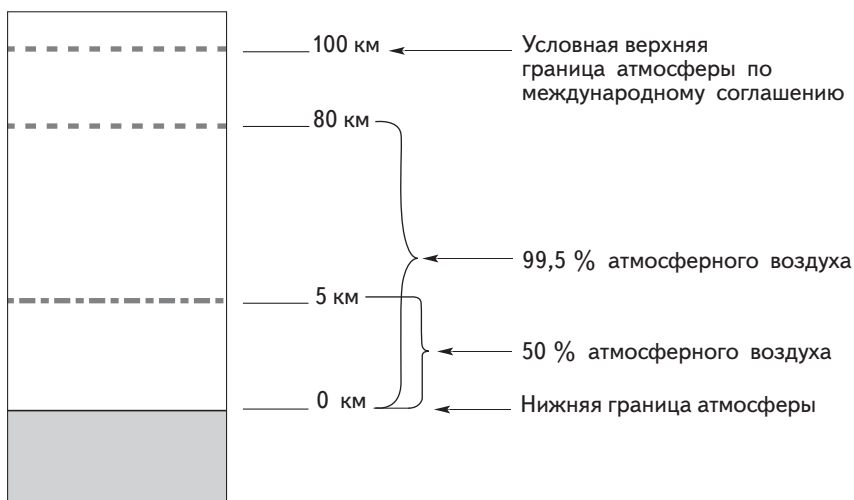 100 км
Условная верхняя
граница атмосферы по
международному соглашению
80 км
99,5 % атмосферного воздуха
5 км
50 % атмосферного воздуха
0 км
Нижняя граница атмосферы